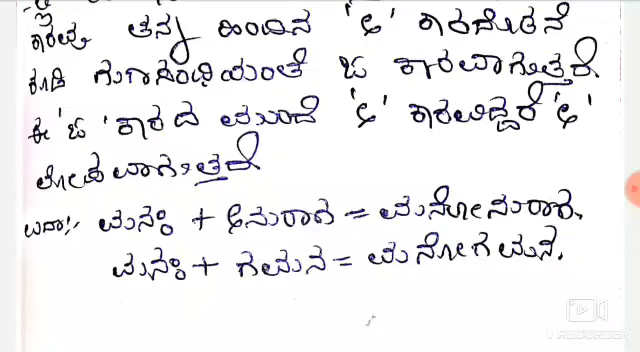 ಕಾರವು ತನ್ನ ಹಿಂದಿನ 'ಅ' ಕಾರದೊಡನೆ
ಕೂಡಿ ಗುಣಸಂಧಿಯಂತೆ ಓ ಕಾರವಾಗುತ್ತದೆ
ಈ 'ಓ' ಕಾರದ ಮುಂದೆ 'ಅ' ಕಾರವಿದ್ದರೆ 'ಅ'
ಲೋಪವಾಗುತ್ತದೆ
ಉದಾ:- ಮನಃ + ಅನುರಾಗ = ಮನೋನುರಾಗ.
ಮನಃ + ಗಮನ = ಮನೋಗಮನ.